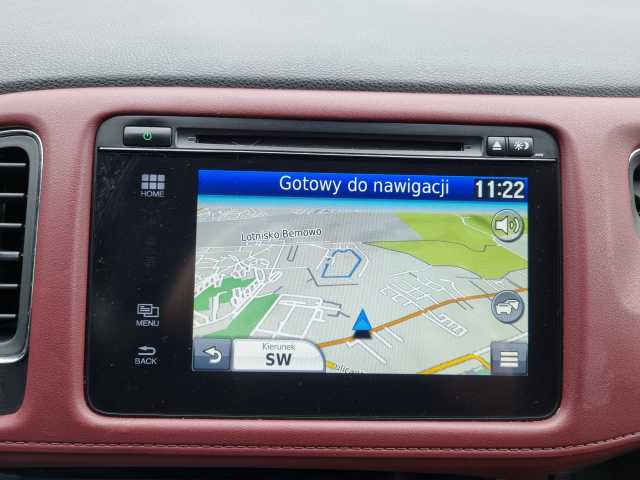 Gotowy do nawigacji 11:22
HOME
Lotnisko Bemowo
MENU
BACK
Kierunek
SW